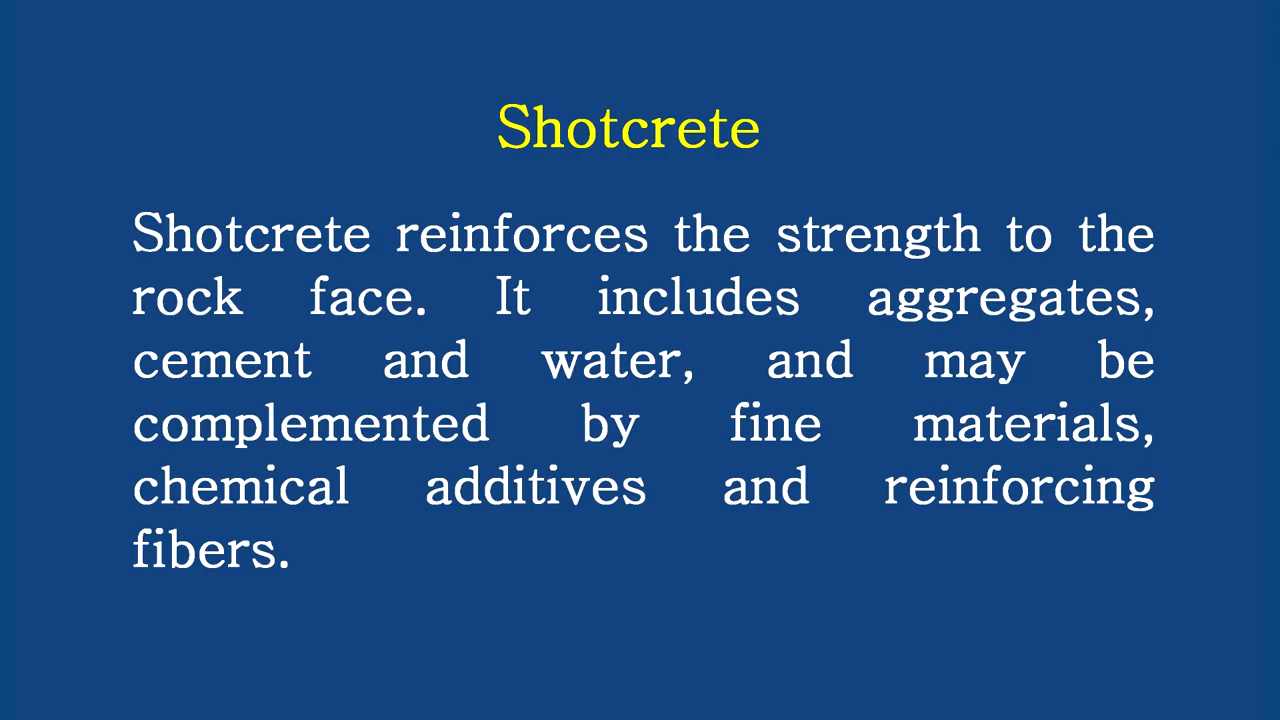 Shotcrete
Shotcrete reinforces the strength to the
rock face. It includes aggregates,
cement and water, and may be
complemented by fine materials,
chemical additives and reinforcing
fibers.